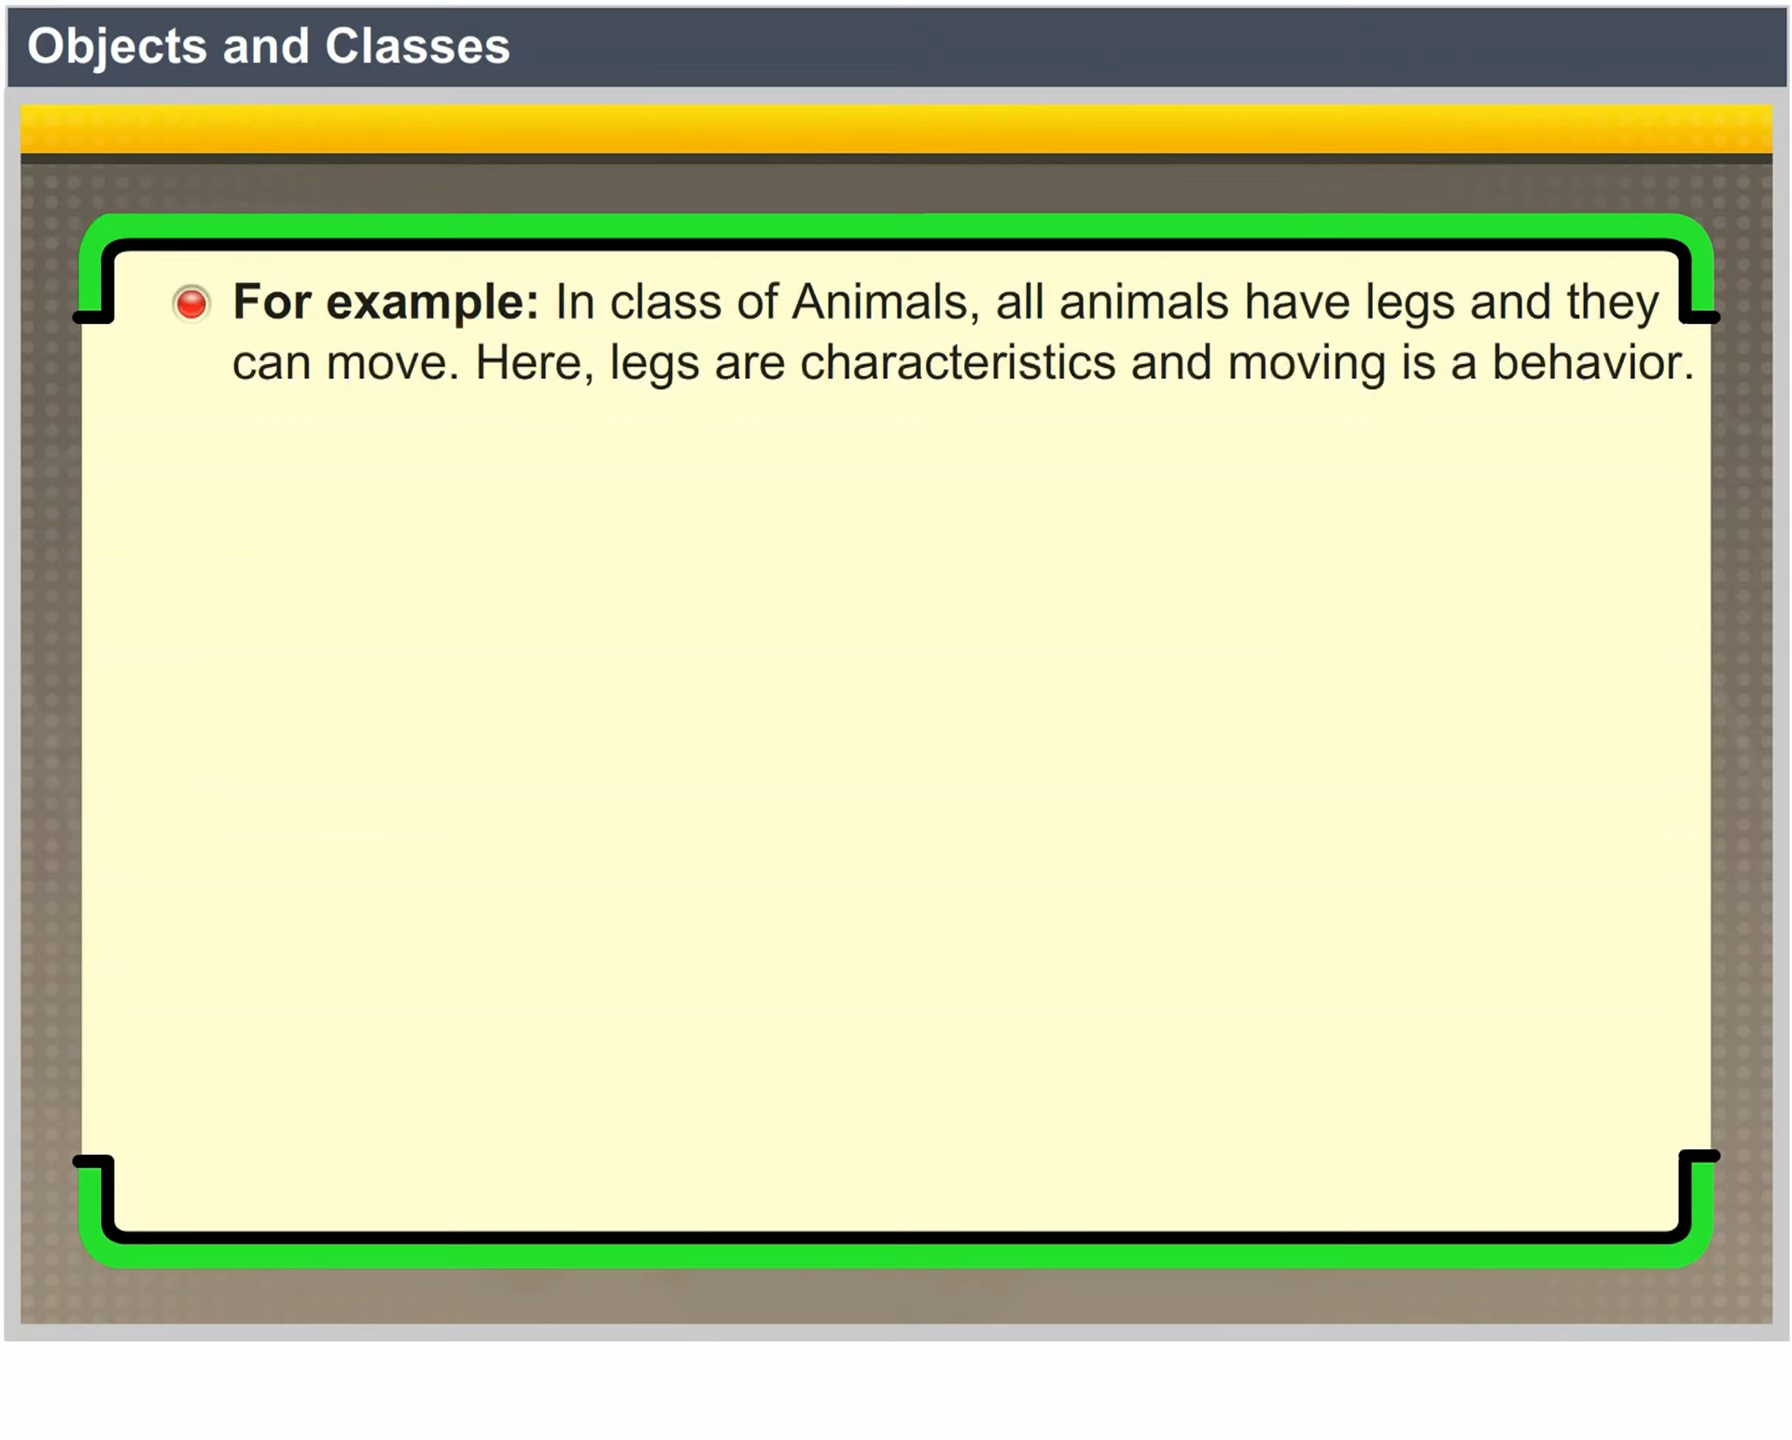 Objects and Classes
For example: In class of Animals, all animals have legs and they
can move. Here, legs are characteristics and moving is a behavior.